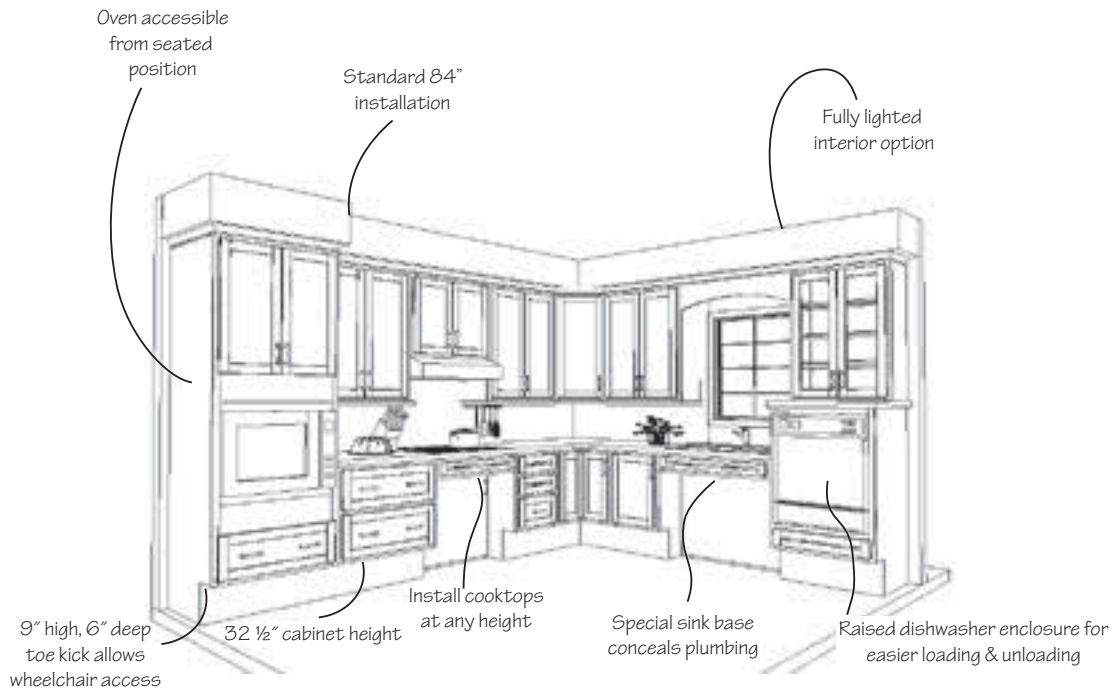 Oven accessible
from seated
position
Standard 84”
installation
Fully lighted
interior option
9” high, 6” deep
toe kick allows
wheelchair access
32 ½” cabinet height
Install cooktops
at any height
Special sink base
conceals plumbing
Raised dishwasher enclosure for
easier loading & unloading